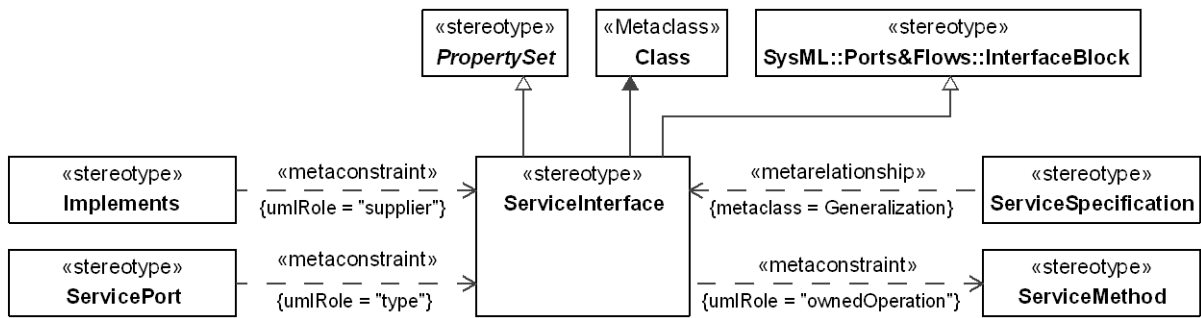 «stereotype»
PropertySet
«Metaclass»
Class
«stereotype»
SysML::Ports&Flows::InterfaceBlock
«stereotype»
Implements
«metaconstraint»
{umlRole = "supplier"}
«stereotype»
ServiceInterface
«metarelationship»
{metaclass = Generalization}
«stereotype»
ServiceSpecification
«stereotype»
ServicePort
«metaconstraint»
{umlRole = "type"}
«metaconstraint»
{umlRole = "ownedOperation"}
«stereotype»
ServiceMethod